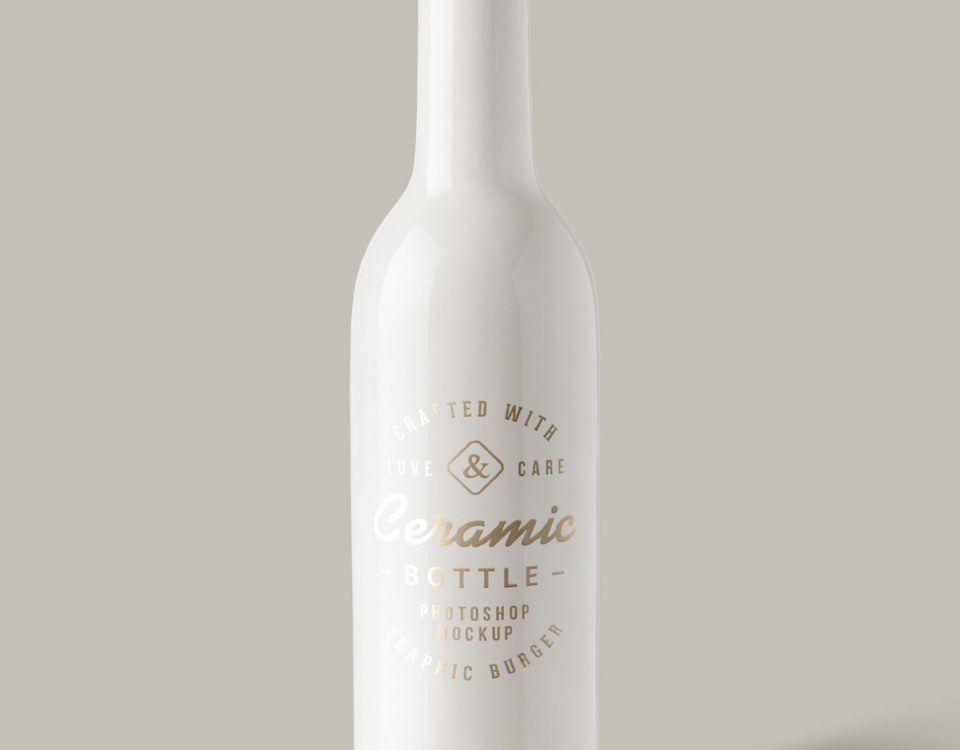 CRAFTED WITH
LOVE & CARE
Ceramic
- BOTTLE -
PHOTOSHOP
MOCKUP
GRAPHIC BURGER